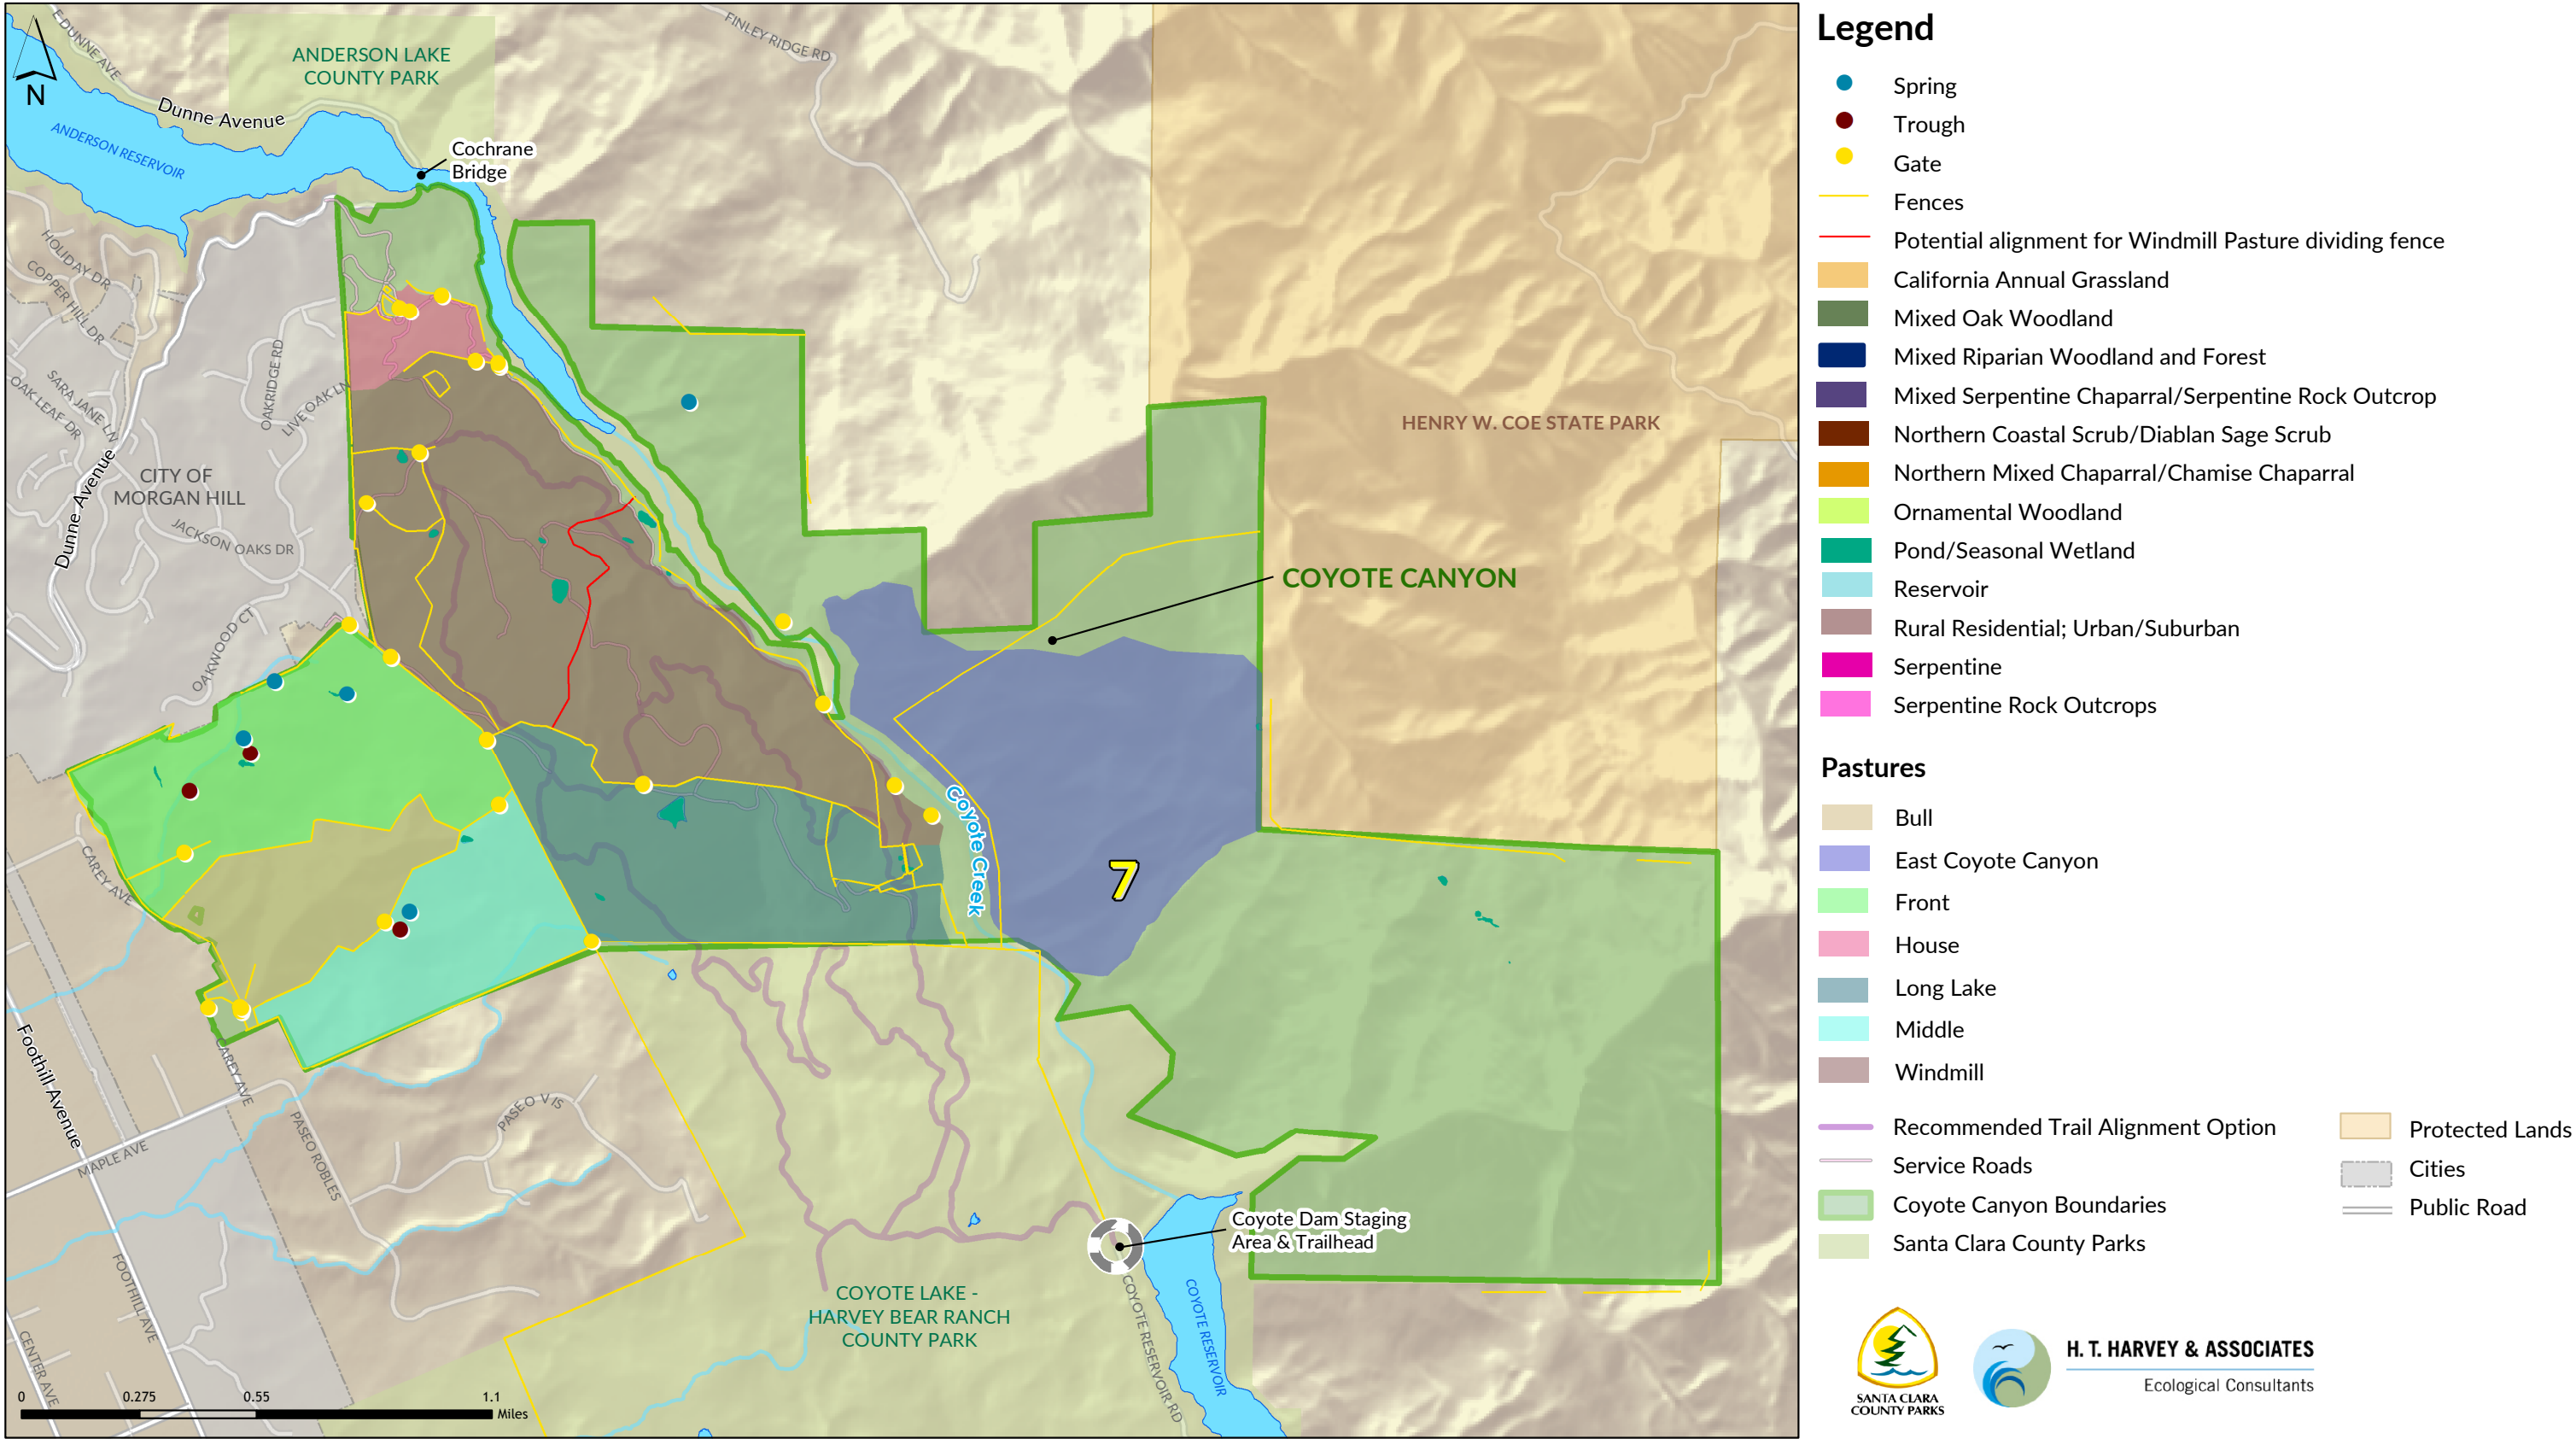 E DUNNE AVE
ANDERSON LAKE
COUNTY PARK
FINLEY RIDGE RD
N
Dunne Avenue
ANDERSON RESERVOIR
Cochrane
Bridge
HOLIDAY DR
COPPER HILL DR
SARA JANE LN
OAK LEAF DR
OAKRIDGE RD
LIVE OAK LN
HENRY W. COE STATE PARK
CITY OF
MORGAN HILL
Dunne Avenue
JACKSON OAKS DR
COYOTE CANYON
OAKWOOD CT
Coyote Creek
7
CAREY AVE
Foothill Avenue
CAREY AVE
MAPLE AVE
PASEO ROBLES
PASEO VIS
Coyote Dam Staging
Area & Trailhead
FOOTHILL AVE
CENTER AVE
COYOTE LAKE -
HARVEY BEAR RANCH
COUNTY PARK
COYOTE RESERVOIR RD
COYOTE RESERVOIR
0 0.275 0.55 1.1
Miles
Legend
Spring
Trough
Gate
Fences
Potential alignment for Windmill Pasture dividing fence
California Annual Grassland
Mixed Oak Woodland
Mixed Riparian Woodland and Forest
Mixed Serpentine Chaparral/Serpentine Rock Outcrop
Northern Coastal Scrub/Diablan Sage Scrub
Northern Mixed Chaparral/Chamise Chaparral
Ornamental Woodland
Pond/Seasonal Wetland
Reservoir
Rural Residential; Urban/Suburban
Serpentine
Serpentine Rock Outcrops
Pastures
Bull
East Coyote Canyon
Front
House
Long Lake
Middle
Windmill
Recommended Trail Alignment Option
Service Roads
Coyote Canyon Boundaries
Santa Clara County Parks
Protected Lands
Cities
Public Road
SANTA CLARA
COUNTY PARKS
H. T. HARVEY & ASSOCIATES
Ecological Consultants